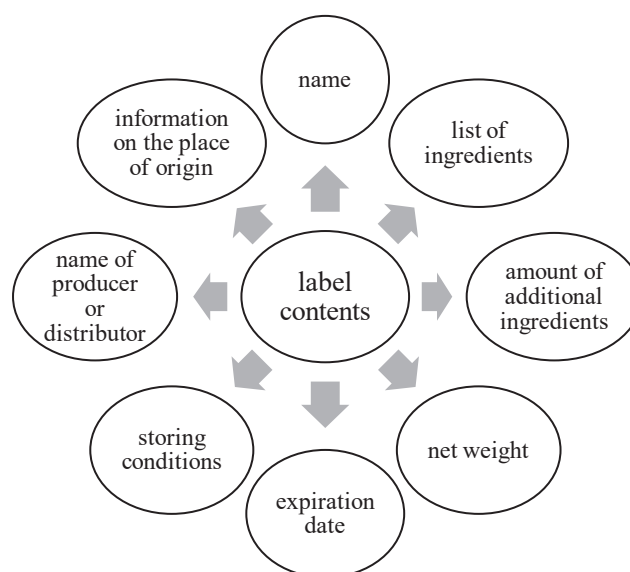 name
list of
ingredients
amount of
additional
ingredients
net weight
expiration
date
storing
conditions
name of
producer
or
distributor
information
on the place
of origin
label
contents